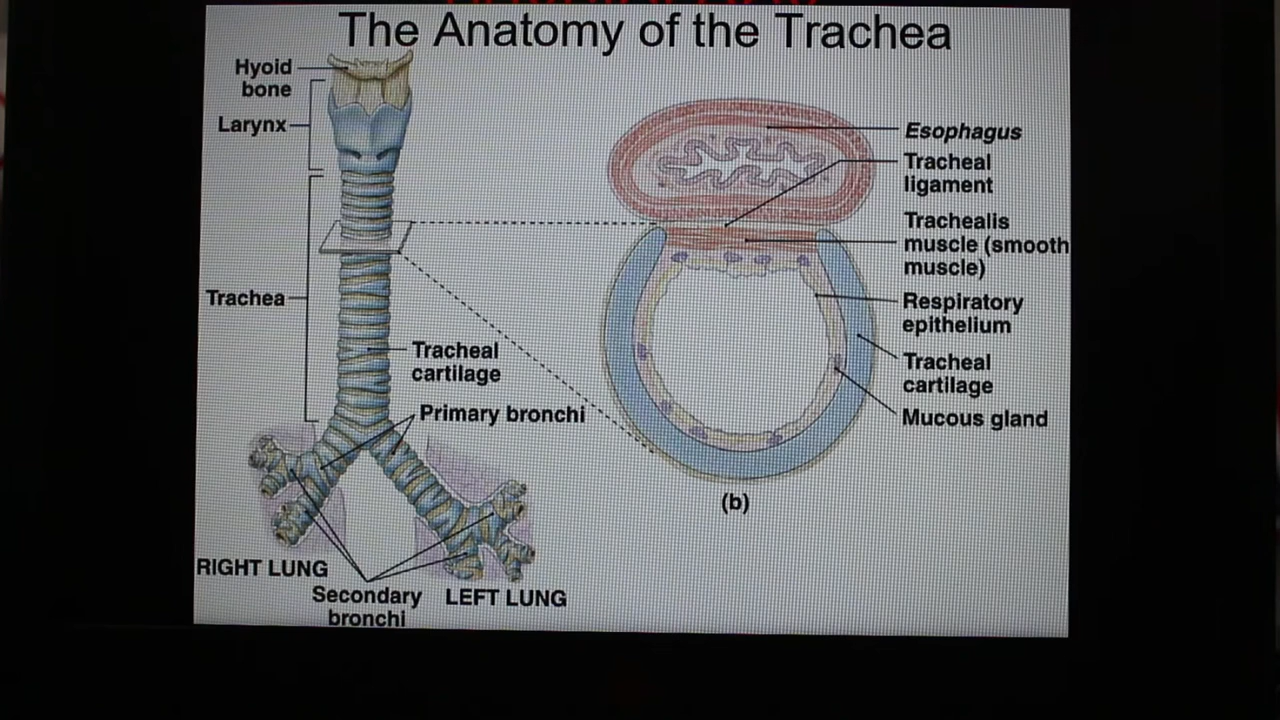 The Anatomy of the Trachea
Hyoid
bone
Larynx
Trachea
Tracheal
cartilage
Primary bronchi
RIGHT LUNG
Secondary
bronchi
LEFT LUNG
Esophagus
Tracheal
ligament
Trachealis
muscle (smooth
muscle)
Respiratory
epithelium
Tracheal
cartilage
Mucous gland
(b)